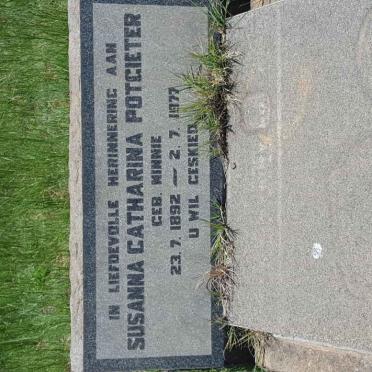 IN LIEFDEVOLLE HERINNERING AAN
SUSANNA CATHARINA POTGIETER
GEB. MINNIE
23.7.1892 — 2.7.1977
U WIL GESKIED